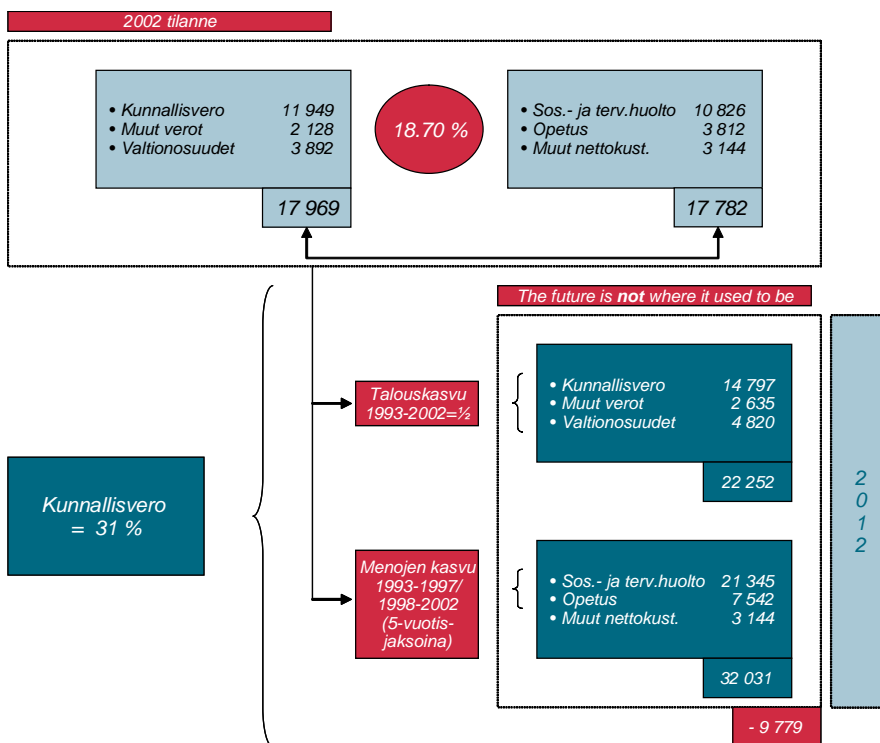 2002 tilanne
• Kunnallisvero 11 949
• Muut verot 2 128
• Valtionosuudet 3 892
17 969
18.70 %
• Sos.- ja terv.huolto 10 826
• Opetus 3 812
• Muut nettokust. 3 144
17 782
The future is not where it used to be
Talouskasvu
1993-2002=½
• Kunnallisvero 14 797
• Muut verot 2 635
• Valtionosuudet 4 820
22 252
2
0
1
2
Kunnallisvero
= 31 %
Menojen kasvu
1993-1997/
1998-2002
(5-vuotis-
jaksoina)
• Sos.- ja terv.huolto 21 345
• Opetus 7 542
• Muut nettokust. 3 144
32 031
- 9 779